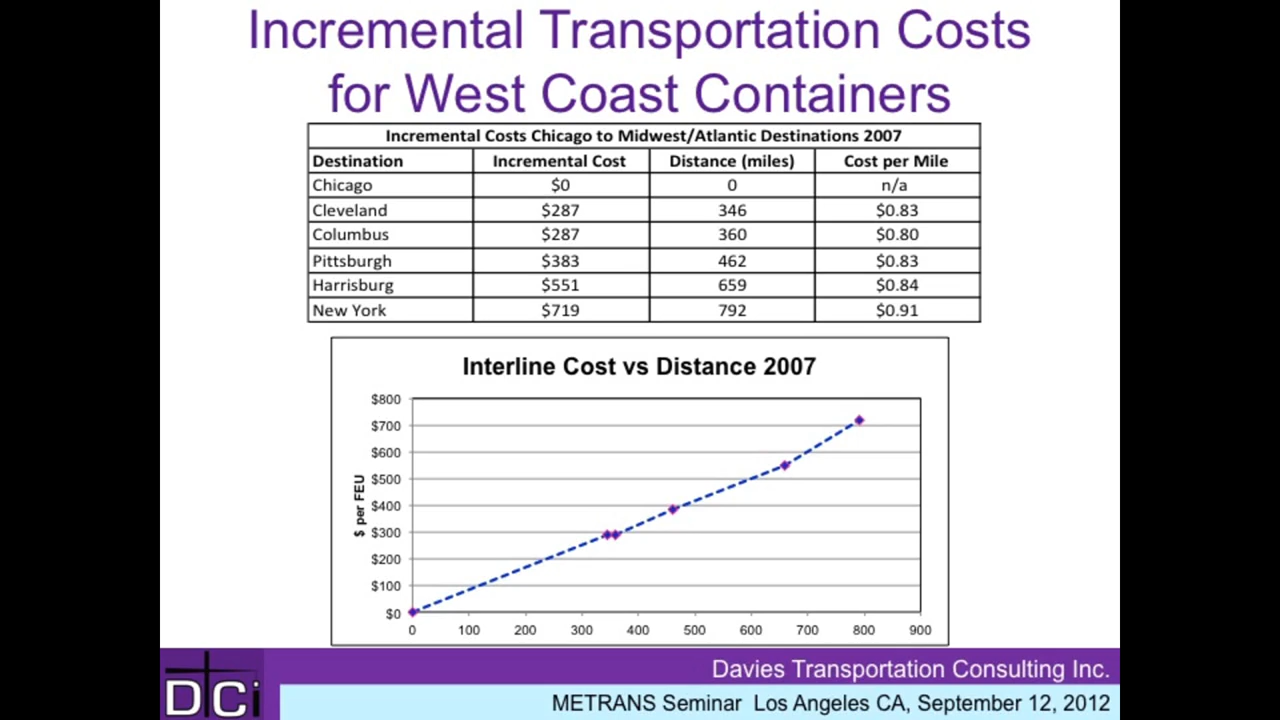 Incremental Transportation Costs
for West Coast Containers
Incremental Costs Chicago to Midwest/Atlantic Destinations 2007
Destination Incremental Cost Distance (miles) Cost per Mile
Chicago $0 0 n/a
Cleveland $287 346 $0.83
Columbus $287 360 $0.80
Pittsburgh $383 462 $0.83
Harrisburg $551 659 $0.84
New York $719 792 $0.91
Interline Cost vs Distance 2007
$ per FEU
$800
$700
$600
$500
$400
$300
$200
$100
$0
0 100 200 300 400 500 600 700 800 900
Davies Transportation Consulting Inc.
DTCi
METRANS Seminar Los Angeles CA, September 12, 2012